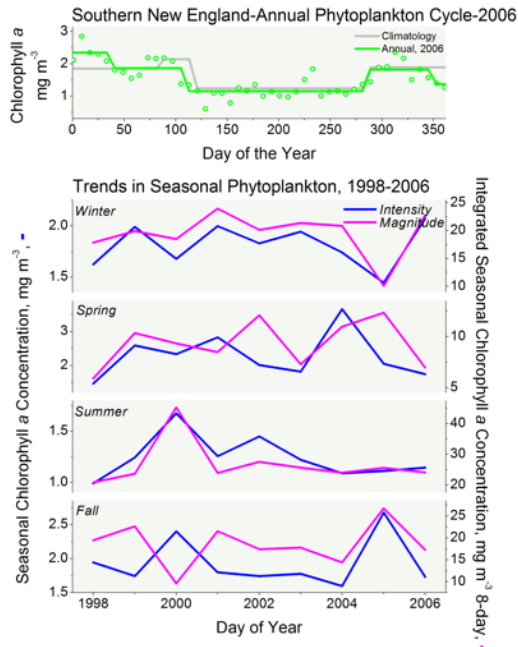 Southern New England-Annual Phytoplankton Cycle-2006
Chlorophyll a
mg m-3
3
2
1
Climatology
Annual, 2006
0
50
100
150
200
250
300
350
Day of the Year
Trends in Seasonal Phytoplankton, 1998-2006
Seasonal Chlorophyll a Concentration, mg m-3, -
Integrated Seasonal Chlorophyll a Concentration, mg m-3 8-day, -
Winter
Intensity
Magnitude
2.0
1.5
25
20
15
10
Spring
3
2
10
5
Summer
1.5
1.0
40
30
20
Fall
2.5
2.0
1.5
25
20
15
10
1998
2000
2002
2004
2006
Day of Year